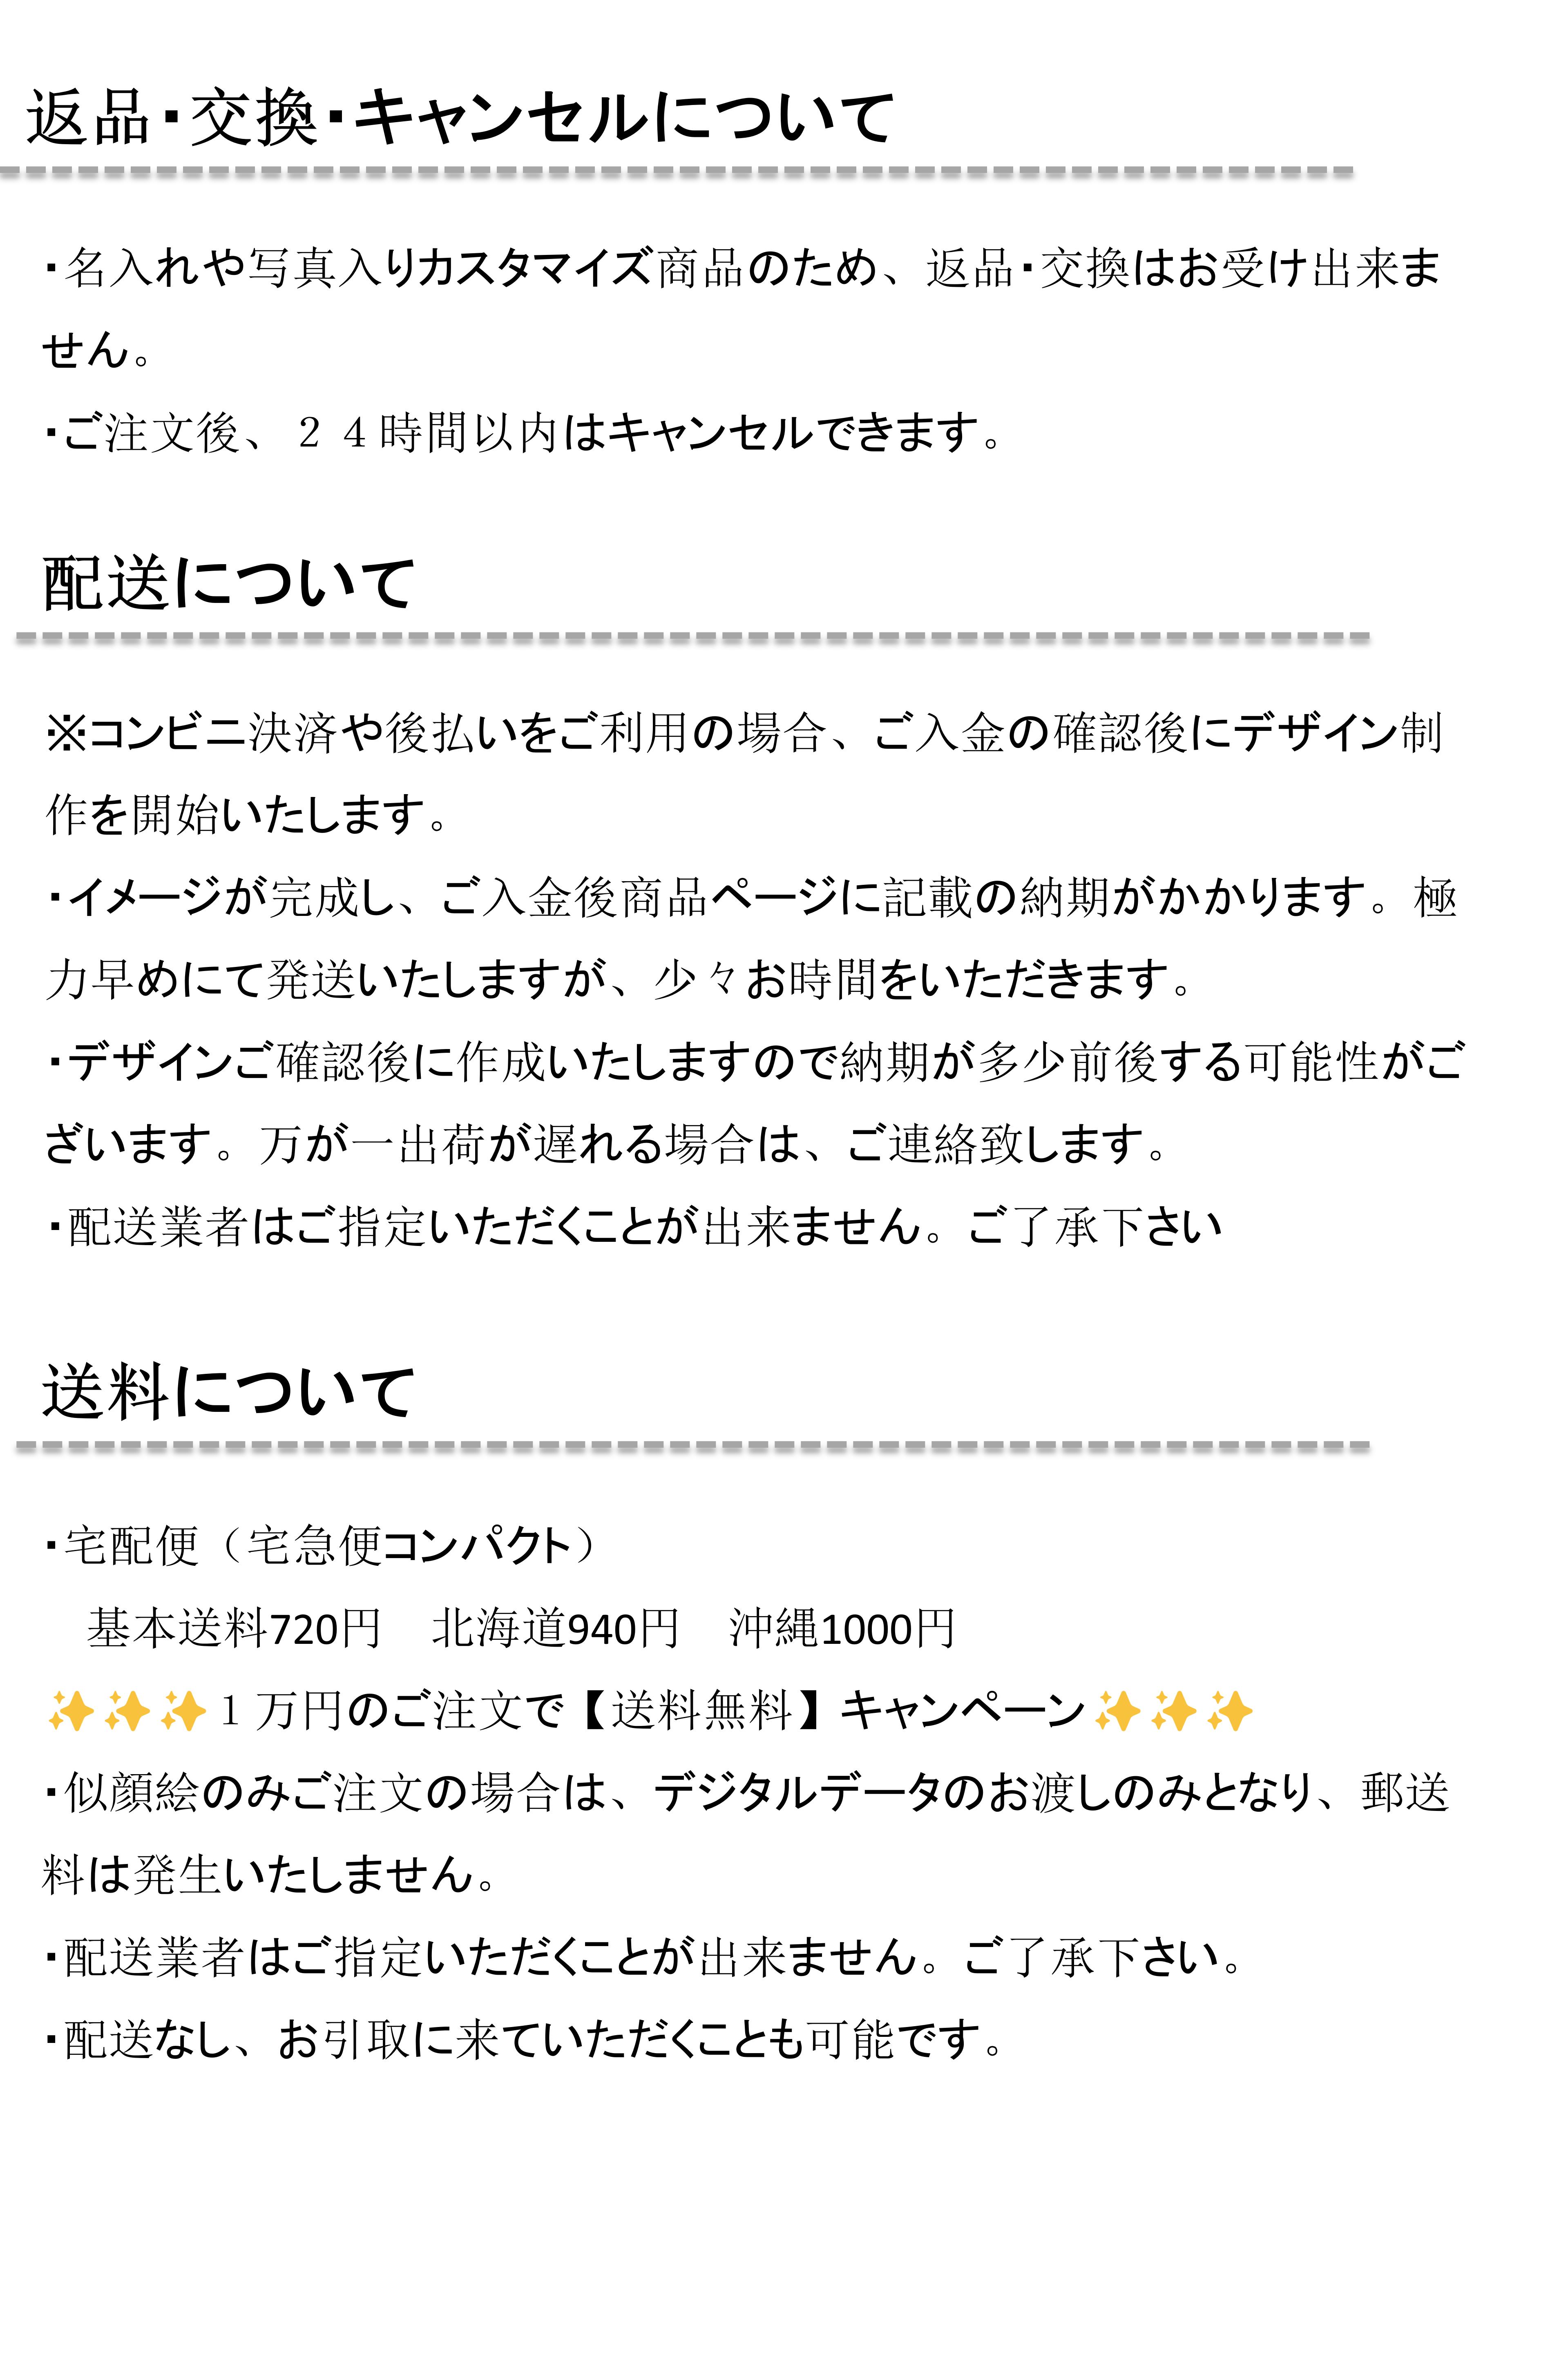 返品・交換・キャンセルについて
・名入れや写真入りカスタマイズ商品のため、返品・交換はお受け出来ま
せん。
・ご注文後、２４時間以内はキャンセルできます。
配送について
※コンビニ決済や後払いをご利用の場合、ご入金の確認後にデザイン制
作を開始いたします。
・イメージが完成し、ご入金後商品ページに記載の納期がかかります。極
力早めにて発送いたしますが、少々お時間をいただきます。
・デザインご確認後に作成いたしますので納期が多少前後する可能性がご
ざいます。万が一出荷が遅れる場合は、ご連絡致します。
・配送業者はご指定いただくことが出来ません。ご了承下さい
送料について
・宅配便（宅急便コンパクト）
基本送料720円　北海道940円　沖縄1000円
✨✨✨１万円のご注文で【送料無料】キャンペーン✨✨✨
・似顔絵のみご注文の場合は、デジタルデータのお渡しのみとなり、郵送
料は発生いたしません。
・配送業者はご指定いただくことが出来ません。ご了承下さい。
・配送なし、お引取に来ていただくことも可能です。